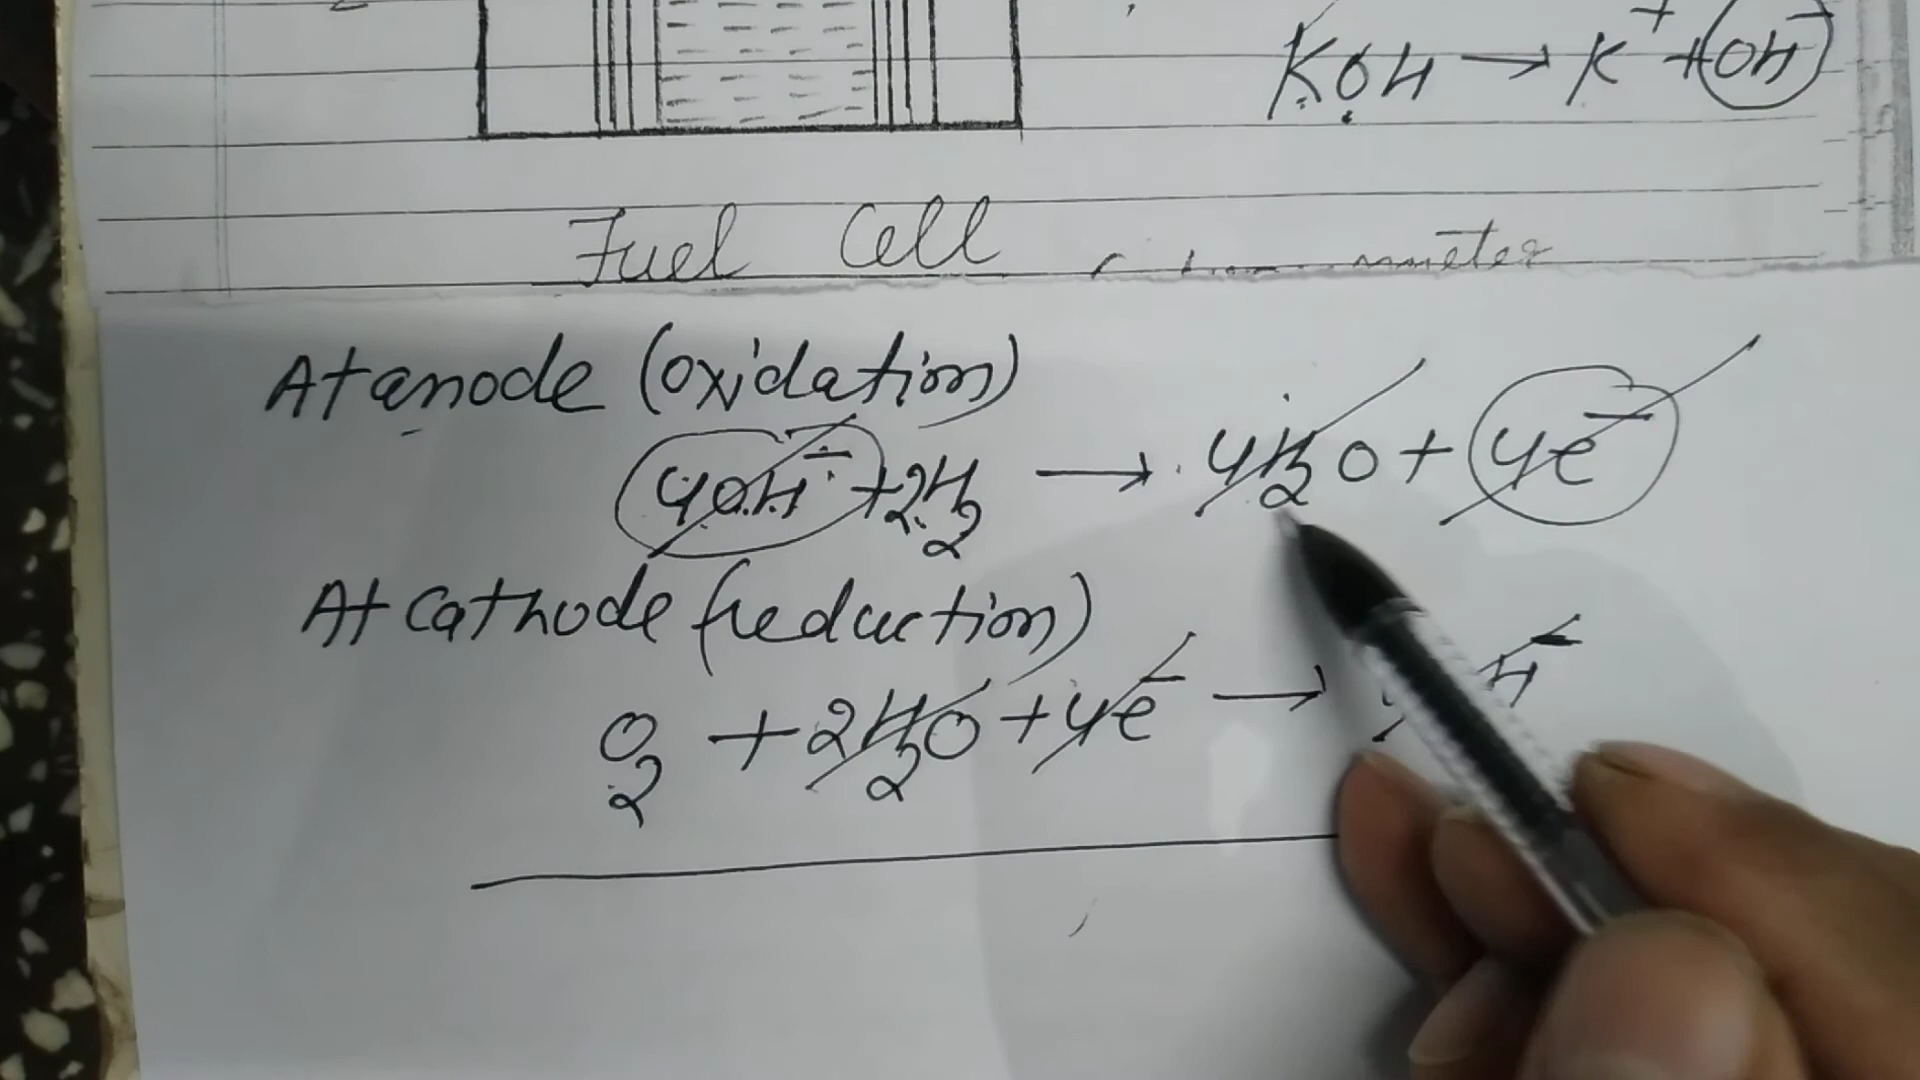 KOH → K⁺ + OH⁻
Fuel Cell
At anode (oxidation)
4OH⁻ + 2H₂ → 4H₂O + 4e⁻
At Cathode (reduction)
O₂ + 2H₂O + 4e⁻ →